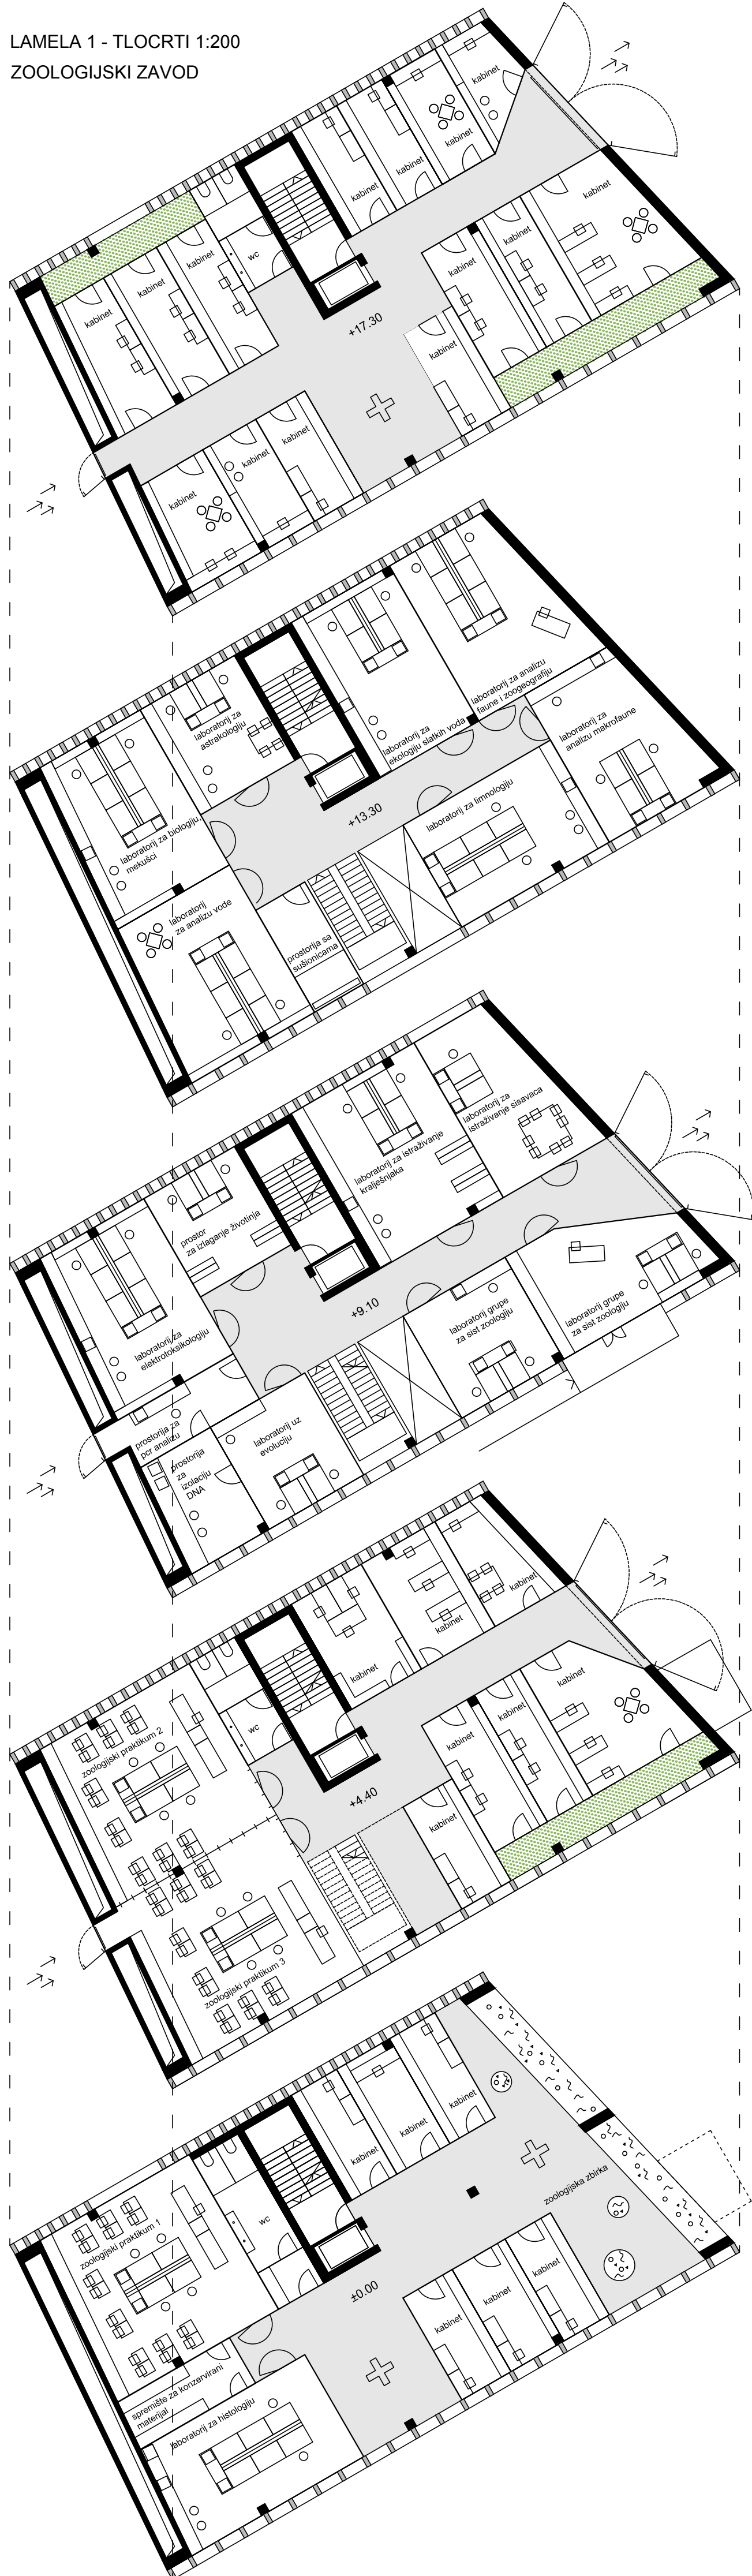 LAMELA 1 - TLOCRTI 1:200
ZOOLOGIJSKI ZAVOD
kabinet
kabinet
kabinet
kabinet
kabinet
kabinet
kabinet
kabinet
wc
kabinet
kabinet
kabinet
kabinet
+17.30
kabinet
kabinet
kabinet
kabinet
laboratorij za
astrakologiju
laboratorij za
ekologiju slatkih voda
laboratorij za analizu
faune i zoogeografiju
laboratorij za
analizu makrofaune
+13.30
laboratorij za limnologiju
laboratorij za biologiju,
mekušci
laboratorij
za analizu vode
prostorija sa
sušionicama
laboratorij za
istraživanje sisavaca
laboratorij za istraživanje
kralješnjaka
prostor
za izlaganje životinja
+9.10
laboratorij za
elektrotoksikologiju
laboratorij grupe
za sist zoologiju
laboratorij grupe
za sist zoologiju
prostorija za
pcr analizu
prostorija
za
izolaciju
DNA
laboratorij uz
evoluciju
kabinet
kabinet
kabinet
kabinet
wc
zoologijski praktikum 2
kabinet
kabinet
+4.40
kabinet
zoologijski praktikum 3
kabinet
kabinet
kabinet
zoologijska zbirka
wc
zoologijski praktikum 1
±0.00
kabinet
kabinet
kabinet
spremište za konzervirani
materijal
laboratorij za histologiju